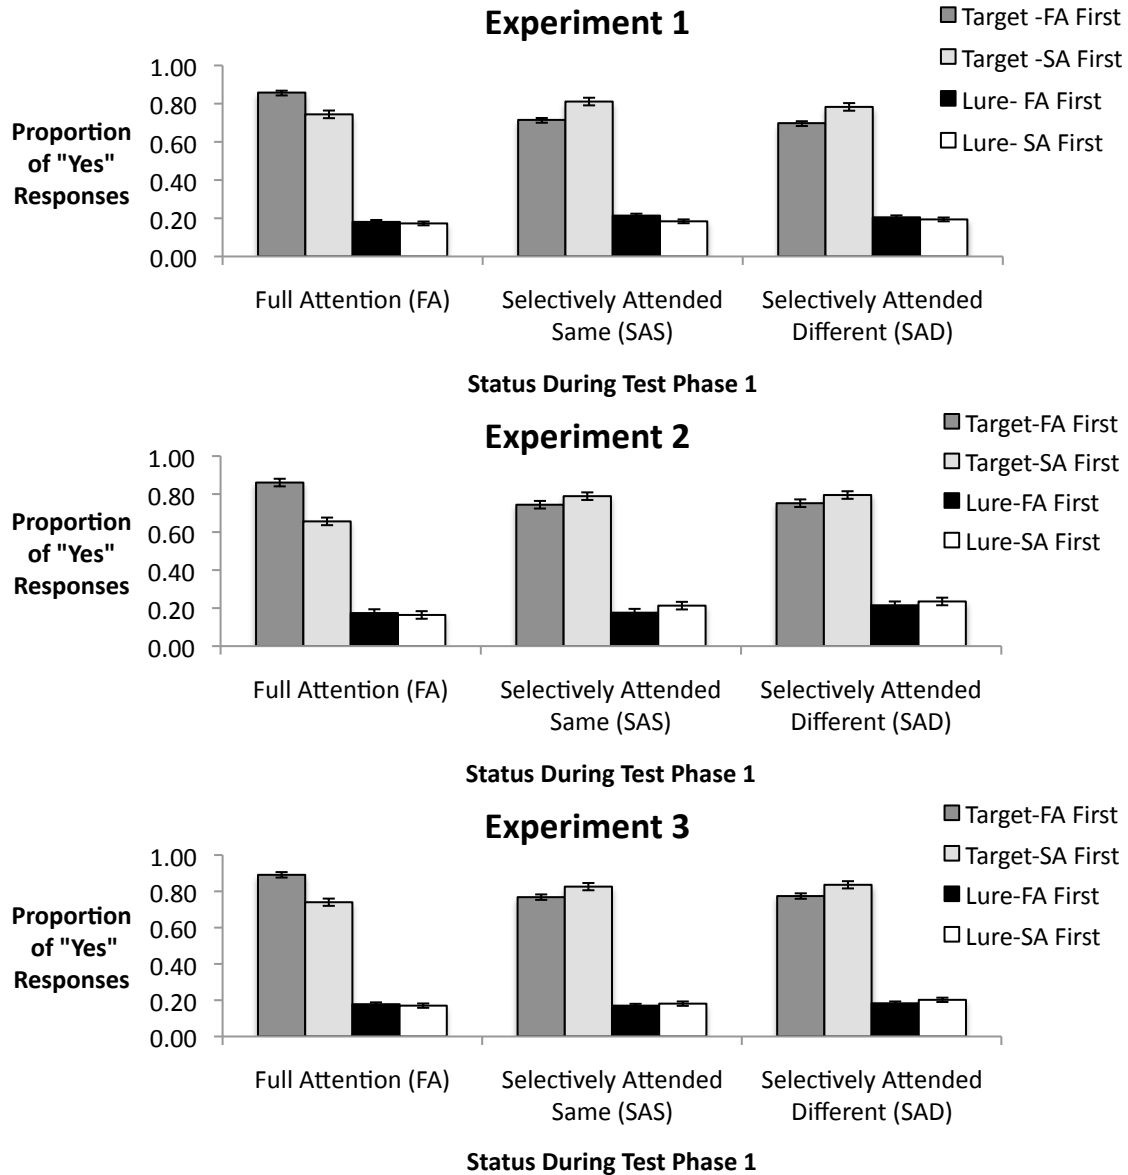 Experiment 1
Target -FA First
Target -SA First
Lure- FA First
Lure- SA First
Proportion
of "Yes"
Responses
1.00
0.80
0.60
0.40
0.20
0.00
Full Attention (FA)
Selectively Attended
Same (SAS)
Selectively Attended
Different (SAD)
Status During Test Phase 1
Experiment 2
Target-FA First
Target-SA First
Lure-FA First
Lure-SA First
Proportion
of "Yes"
Responses
1.00
0.80
0.60
0.40
0.20
0.00
Full Attention (FA)
Selectively Attended
Same (SAS)
Selectively Attended
Different (SAD)
Status During Test Phase 1
Experiment 3
Target-FA First
Target-SA First
Lure-FA First
Lure-SA First
Proportion
of "Yes"
Responses
1.00
0.80
0.60
0.40
0.20
0.00
Full Attention (FA)
Selectively Attended
Same (SAS)
Selectively Attended
Different (SAD)
Status During Test Phase 1